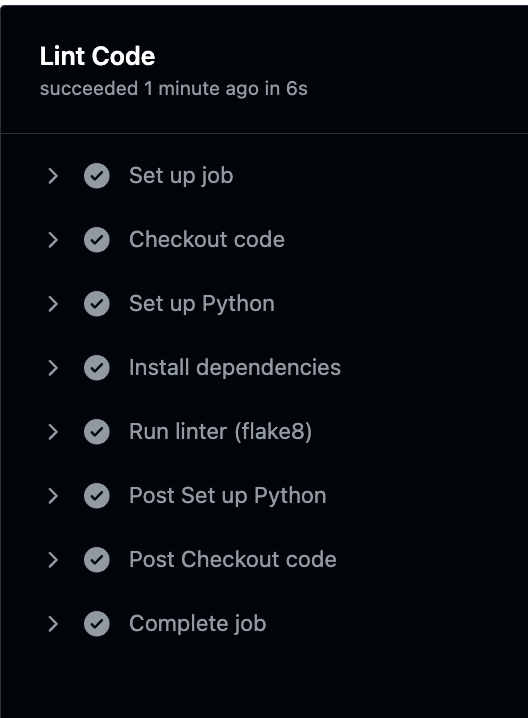 Lint Code
succeeded 1 minute ago in 6s
Set up job
Checkout code
Set up Python
Install dependencies
Run linter (flake8)
Post Set up Python
Post Checkout code
Complete job